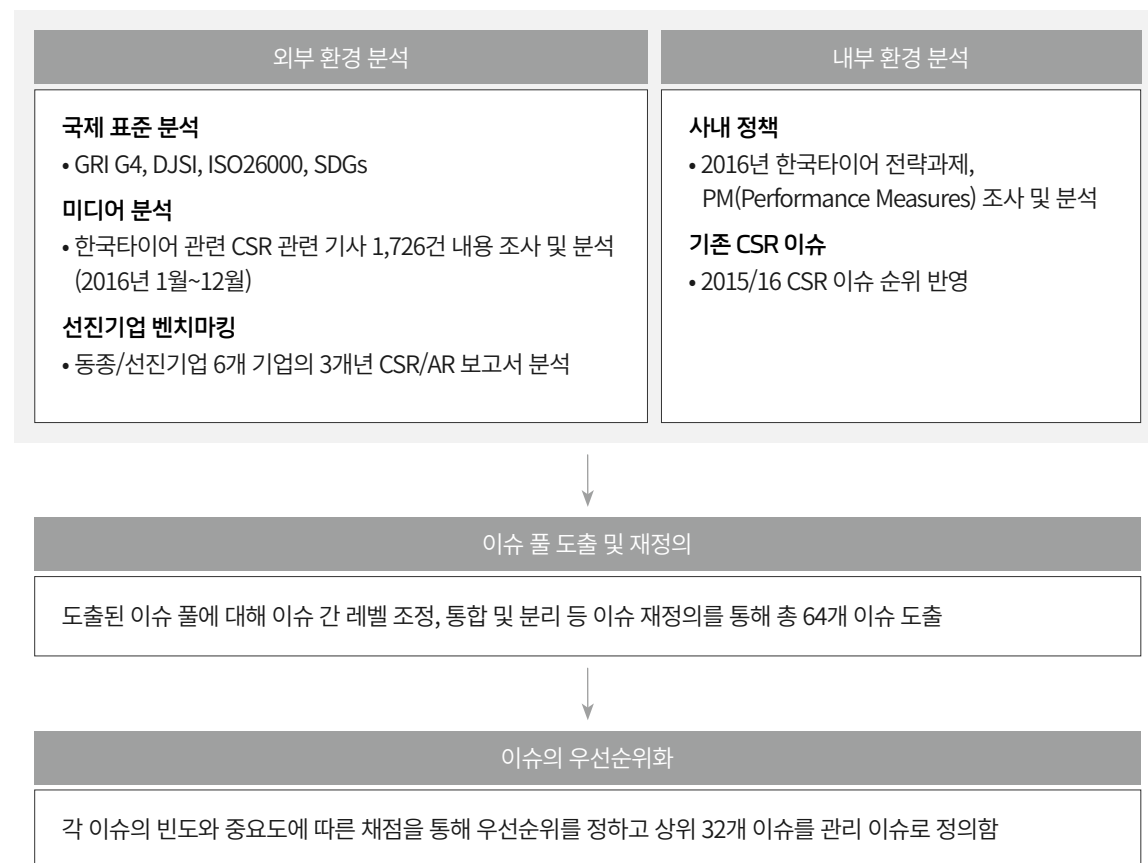 외부 환경 분석
국제 표준 분석
• GRI G4, DJSI, ISO26000, SDGs
미디어 분석
• 한국타이어 관련 CSR 관련 기사 1,726건 내용 조사 및 분석
(2016년 1월~12월)
선진기업 벤치마킹
• 동종/선진기업 6개 기업의 3개년 CSR/AR 보고서 분석
내부 환경 분석
사내 정책
• 2016년 한국타이어 전략과제,
PM(Performance Measures) 조사 및 분석
기존 CSR 이슈
• 2015/16 CSR 이슈 순위 반영
이슈 풀 도출 및 재정의
도출된 이슈 풀에 대해 이슈 간 레벨 조정, 통합 및 분리 등 이슈 재정의를 통해 총 64개 이슈 도출
이슈의 우선순위화
각 이슈의 빈도와 중요도에 따른 채점을 통해 우선순위를 정하고 상위 32개 이슈를 관리 이슈로 정의함